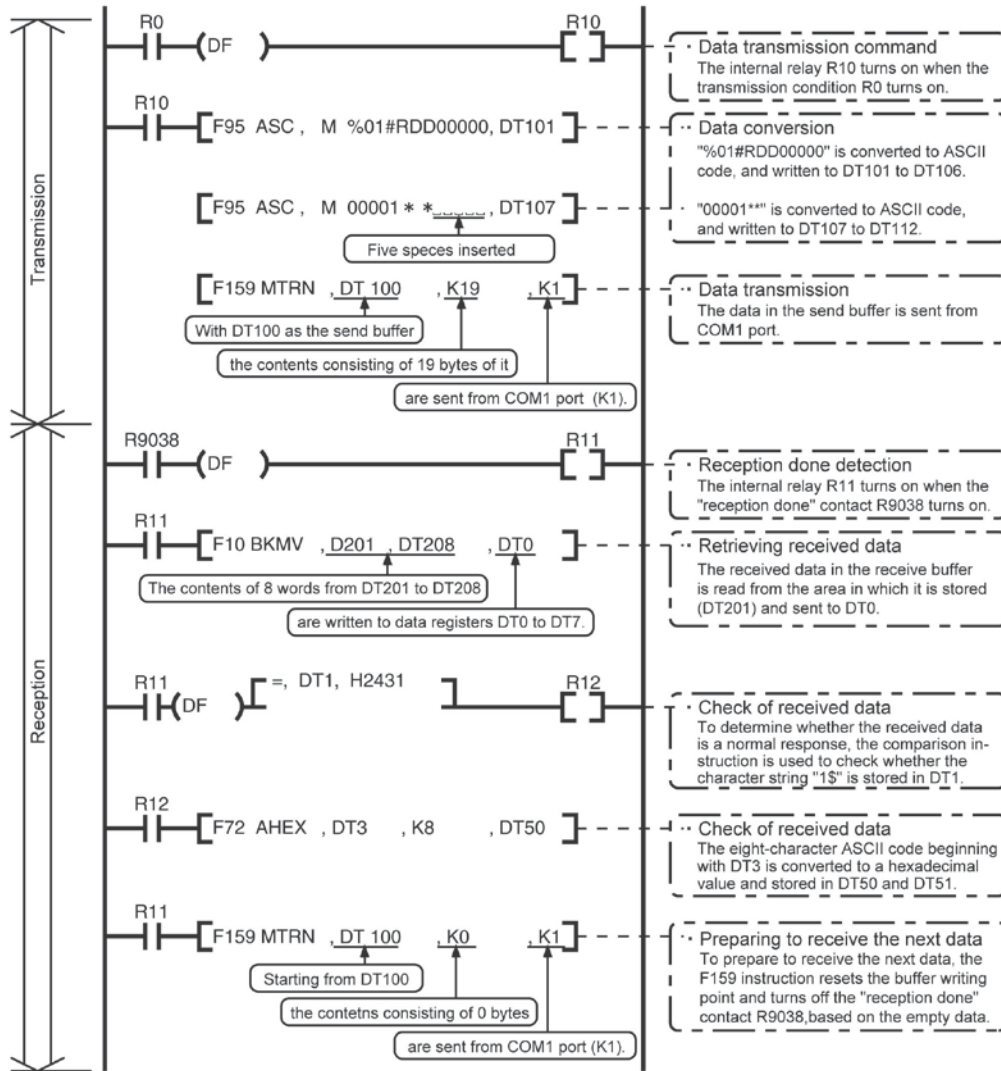 Transmission
R0
DF
R10
Data transmission command
The internal relay R10 turns on when the
transmission condition R0 turns on.
R10
F95 ASC , M %01#RDD00000, DT101
Data conversion
"%01#RDD00000" is converted to ASCII
code, and written to DT101 to DT106.
F95 ASC , M 00001 * * , DT107
Five speces inserted
"00001**" is converted to ASCII code,
and written to DT107 to DT112.
F159 MTRN , DT 100 , K19 , K1
Data transmission
The data in the send buffer is sent from
COM1 port.
With DT100 as the send buffer
the contents consisting of 19 bytes of it
are sent from COM1 port (K1).
Reception
R9038
DF
R11
Reception done detection
The internal relay R11 turns on when the
"reception done" contact R9038 turns on.
R11
F10 BKMV , D201 , DT208 , DT0
Retrieving received data
The received data in the receive buffer
is read from the area in which it is stored
(DT201) and sent to DT0.
The contents of 8 words from DT201 to DT208
are written to data registers DT0 to DT7.
R11
DF
=, DT1, H2431
R12
Check of received data
To determine whether the received data
is a normal response, the comparison in-
struction is used to check whether the
character string "1$" is stored in DT1.
R12
F72 AHEX , DT3 , K8 , DT50
Check of received data
The eight-character ASCII code beginning
with DT3 is converted to a hexadecimal
value and stored in DT50 and DT51.
R11
F159 MTRN , DT 100 , K0 , K1
Preparing to receive the next data
To prepare to receive the next data, the
F159 instruction resets the buffer writing
point and turns off the "reception done"
contact R9038,based on the empty data.
Starting from DT100
the contetns consisting of 0 bytes
are sent from COM1 port (K1).